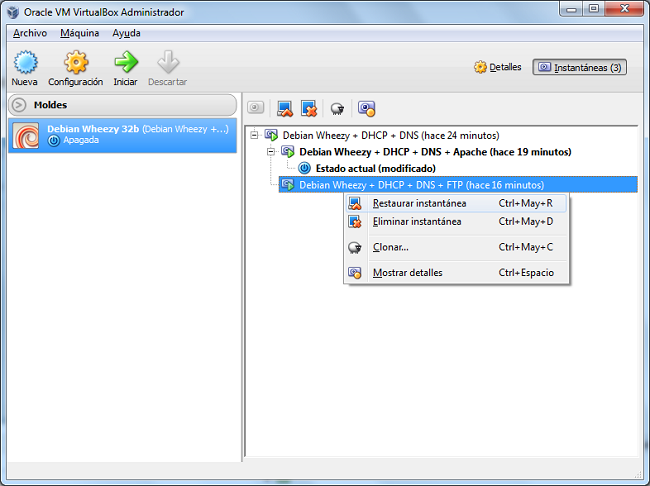 Oracle VM VirtualBox Administrador
Archivo Máquina Ayuda
Nueva Configuración Iniciar Descartar
Detalles Instantáneas (3)
Moldes
Debian Wheezy 32b (Debian Wheezy +...)
Apagada
Debian Wheezy + DHCP + DNS (hace 24 minutos)
Debian Wheezy + DHCP + DNS + Apache (hace 19 minutos)
Estado actual (modificado)
Debian Wheezy + DHCP + DNS + FTP (hace 16 minutos)
Restaurar instantánea Ctrl+May+R
Eliminar instantánea Ctrl+May+D
Clonar... Ctrl+May+C
Mostrar detalles Ctrl+Espacio